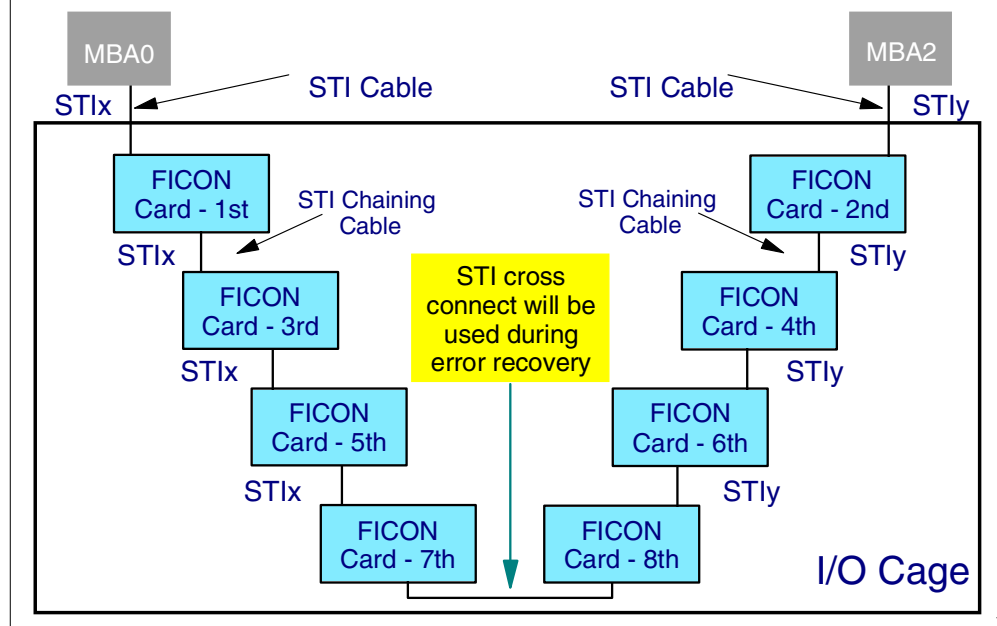 MBA0
MBA2
STI Cable
STI Cable
STIx
STIy
FICON
Card - 1st
FICON
Card - 2nd
STI Chaining
Cable
STI Chaining
Cable
STIx
STIy
STI cross
connect will be
used during
error recovery
FICON
Card - 3rd
FICON
Card - 4th
STIx
STIy
FICON
Card - 5th
FICON
Card - 6th
STIx
STIy
FICON
Card - 7th
FICON
Card - 8th
I/O Cage